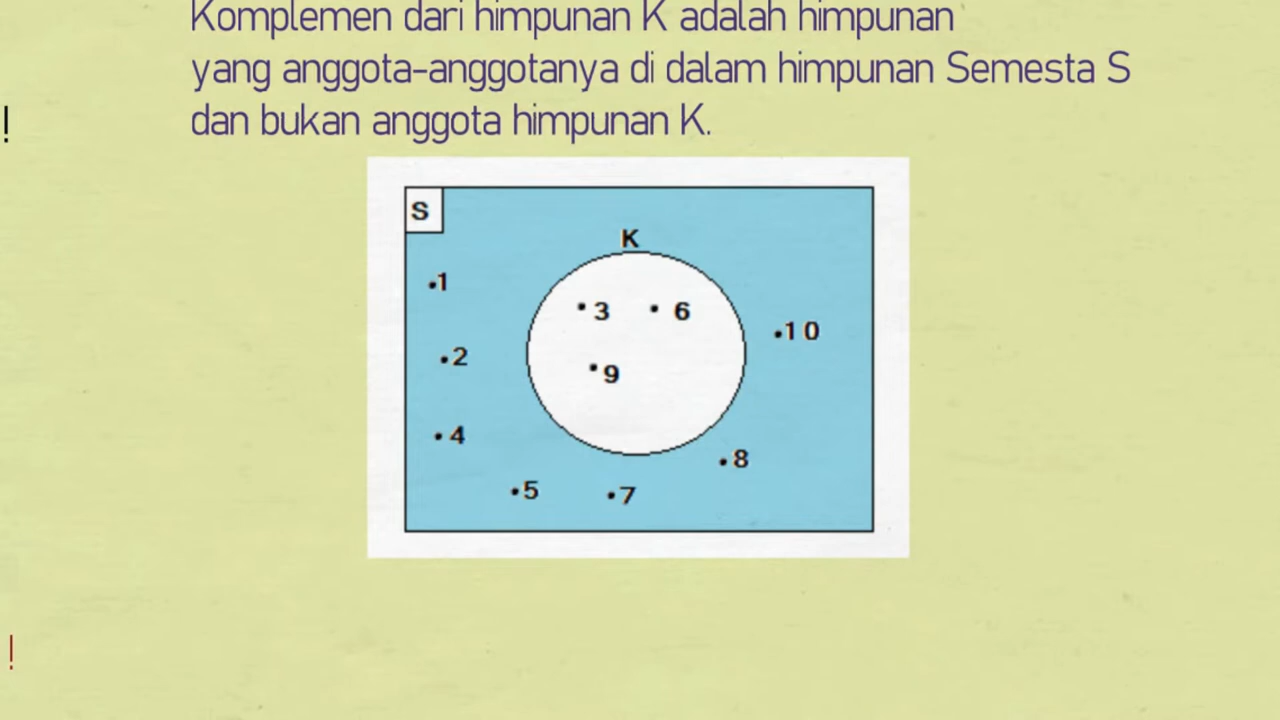 Komplemen dari himpunan K adalah himpunan
yang anggota-anggotanya di dalam himpunan Semesta S
!
dan bukan anggota himpunan K.
S
K
•1
• 3 • 6
•10
•2
• 9
• 4
• 8
• 5
• 7
!